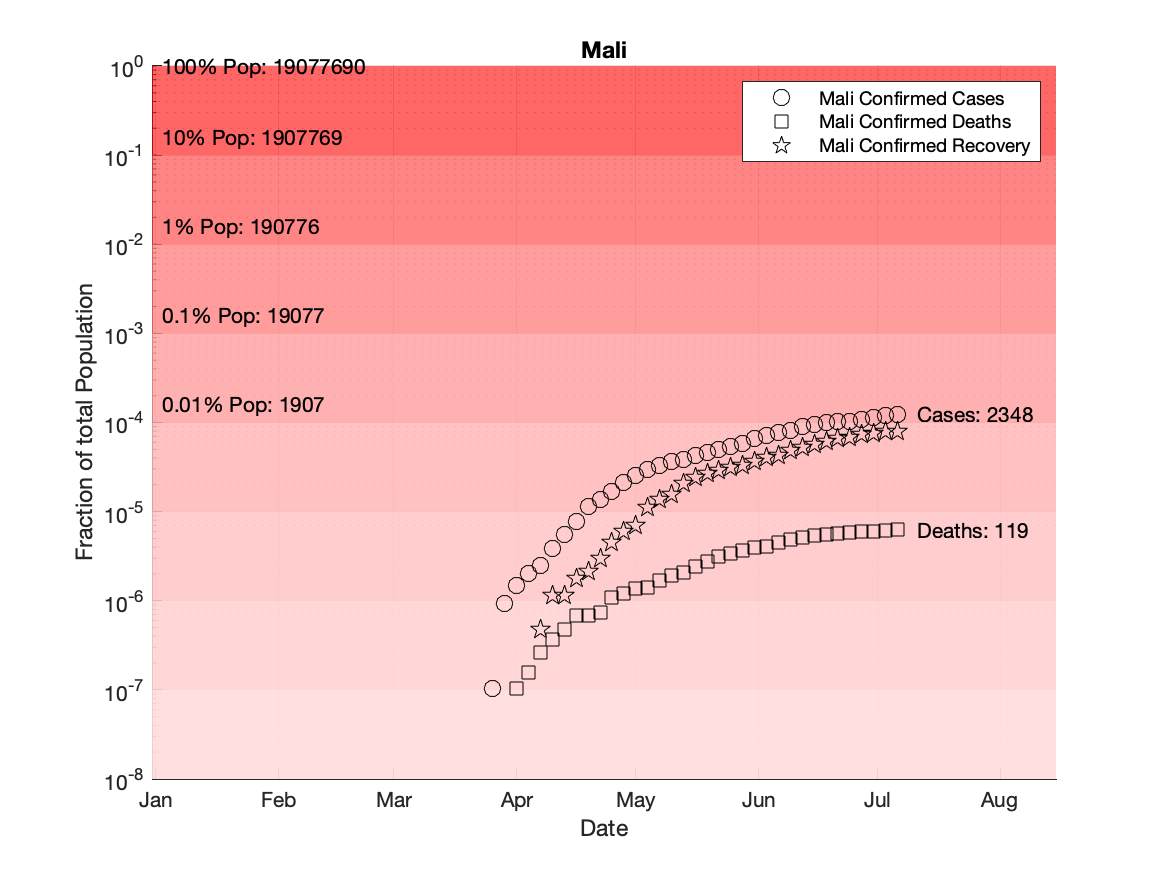 Mali
10⁰
100% Pop: 19077690
Mali Confirmed Cases
Mali Confirmed Deaths
Mali Confirmed Recovery
10% Pop: 1907769
10⁻¹
1% Pop: 190776
10⁻²
0.1% Pop: 19077
10⁻³
0.01% Pop: 1907
10⁻⁴
Cases: 2348
10⁻⁵
Deaths: 119
10⁻⁶
10⁻⁷
10⁻⁸
Fraction of total Population
Jan Feb Mar Apr May Jun Jul Aug
Date